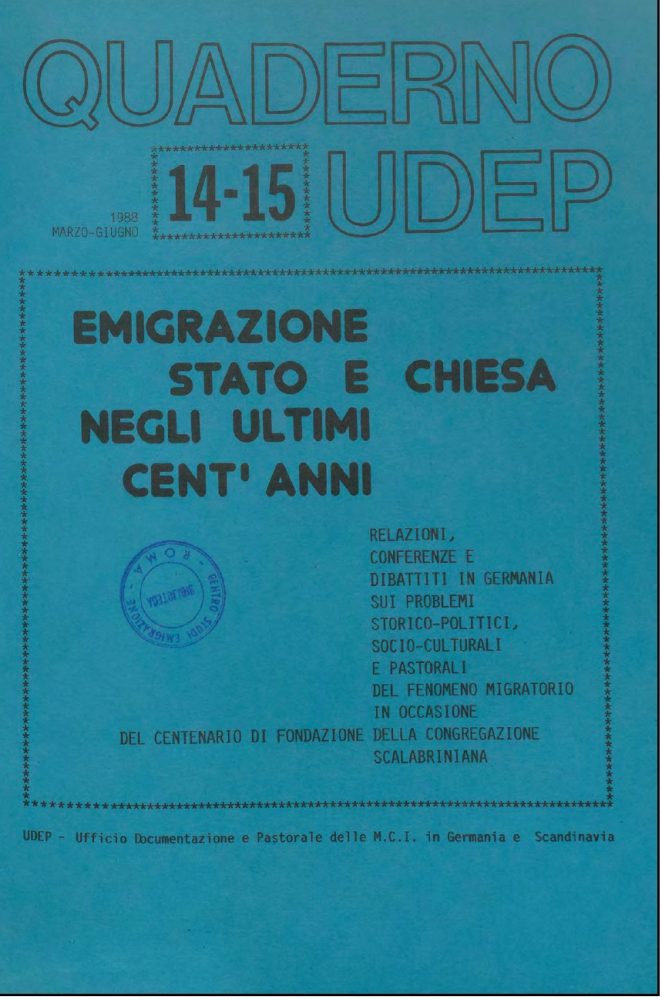 QUADERNO
UDEP
14-15
1988
MARZO-GIUGNO
EMIGRAZIONE
STATO E CHIESA
NEGLI ULTIMI
CENT' ANNI
RELAZIONI,
CONFERENZE E
DIBATTITI IN GERMANIA
SUI PROBLEMI
STORICO-POLITICI,
SOCIO-CULTURALI
E PASTORALI
DEL FENOMENO MIGRATORIO
IN OCCASIONE
DEL CENTENARIO DI FONDAZIONE DELLA CONGREGAZIONE
SCALABRINIANA
CENTRO STUDI EMIGRAZIONE - ROMA -
BIBLIOTECA
UDEP - Ufficio Documentazione e Pastorale delle M.C.I. in Germania e Scandinavia